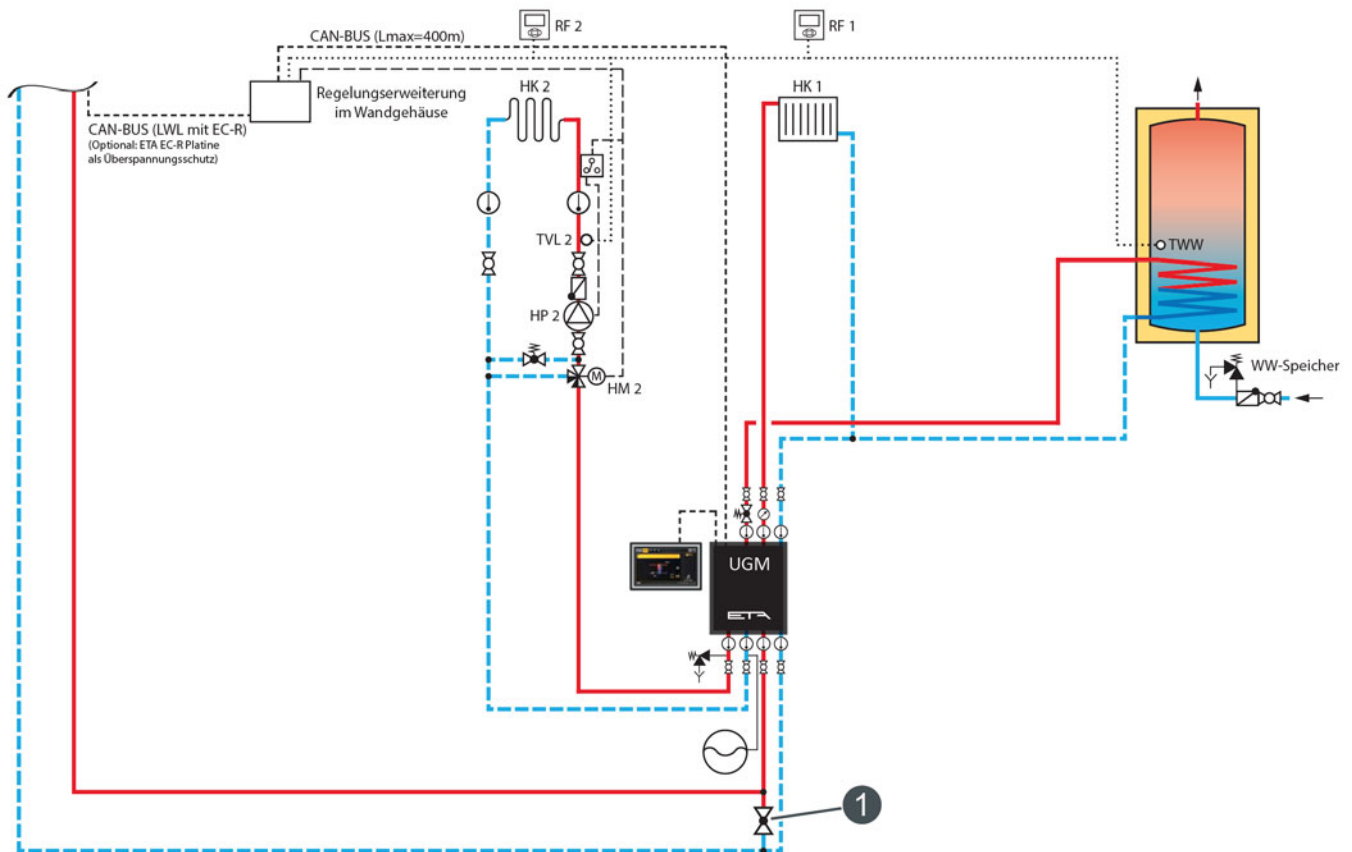 RF 2
RF 1
CAN-BUS (Lmax=400m)
Regelungserweiterung
im Wandgehäuse
HK 2
HK 1
CAN-BUS (LWL mit EC-R)
(Optional: ETA EC-R Platine
als Überspannungsschutz)
TVL 2
TWW
HP 2
M
HM 2
WW-Speicher
UGM
ETA
1